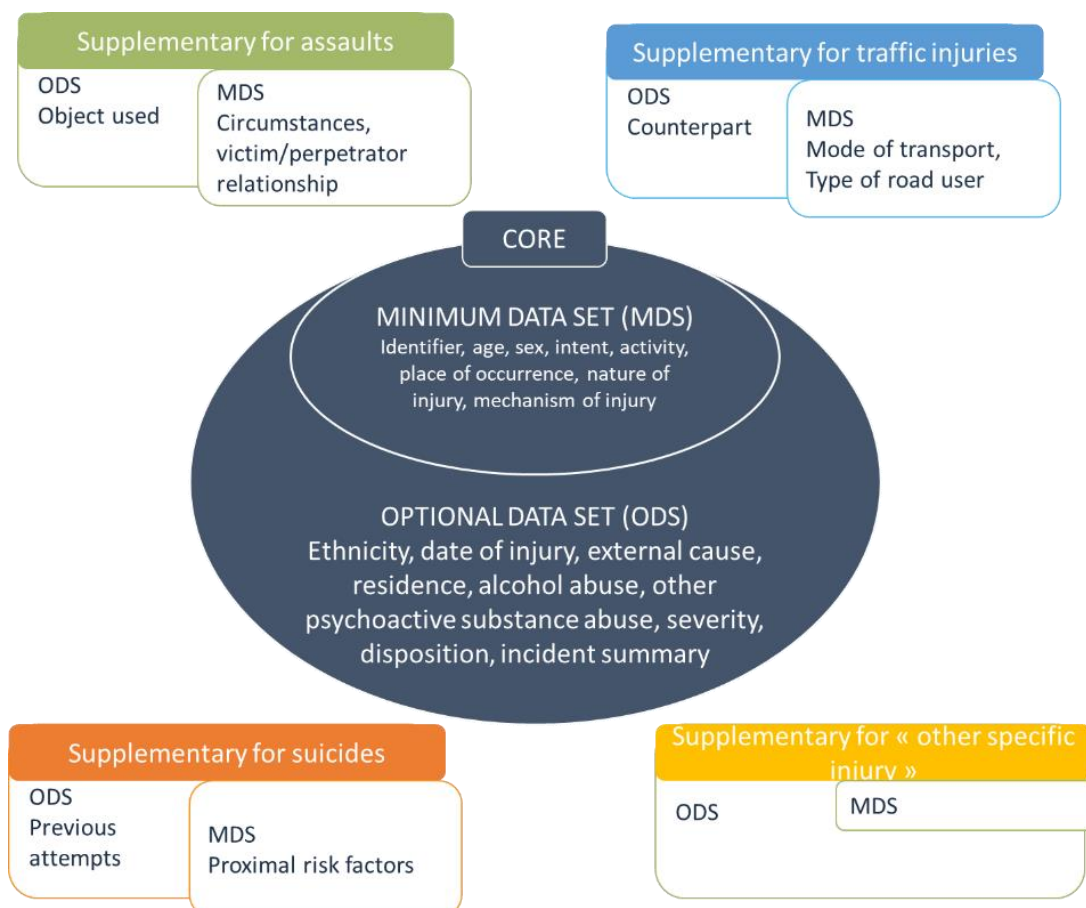 Supplementary for assaults
ODS
Object used
MDS
Circumstances,
victim/perpetrator
relationship
Supplementary for traffic injuries
ODS
Counterpart
MDS
Mode of transport,
Type of road user
CORE
MINIMUM DATA SET (MDS)
Identifier, age, sex, intent, activity,
place of occurrence, nature of
injury, mechanism of injury
OPTIONAL DATA SET (ODS)
Ethnicity, date of injury, external cause,
residence, alcohol abuse, other
psychoactive substance abuse, severity,
disposition, incident summary
Supplementary for suicides
ODS
Previous
attempts
MDS
Proximal risk factors
Supplementary for « other specific
injury »
ODS
MDS